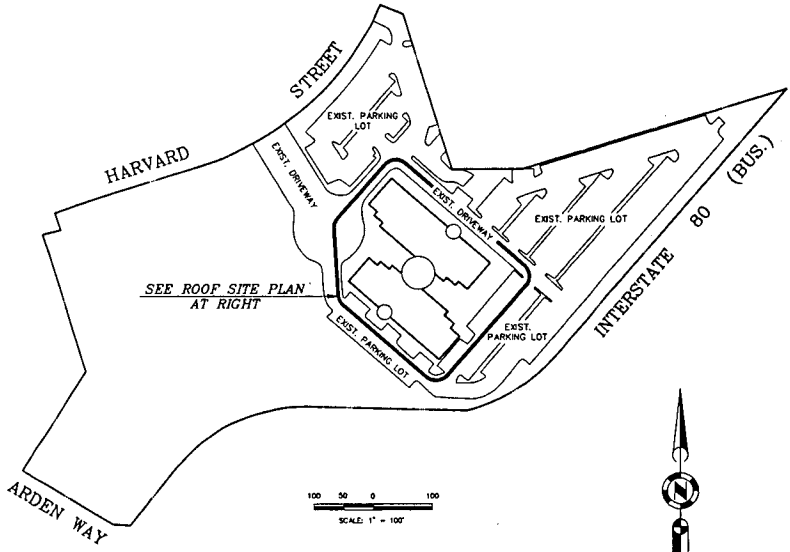 STREET
HARVARD
EXIST. PARKING
LOT
EXIST. DRIVEWAY
EXIST. DRIVEWAY
EXIST. PARKING LOT
INTERSTATE 80 (BUS.)
SEE ROOF SITE PLAN
AT RIGHT
EXIST.
PARKING LOT
EXIST. PARKING LOT
ARDEN WAY
100 50 0 100
SCALE: 1" = 100'
N